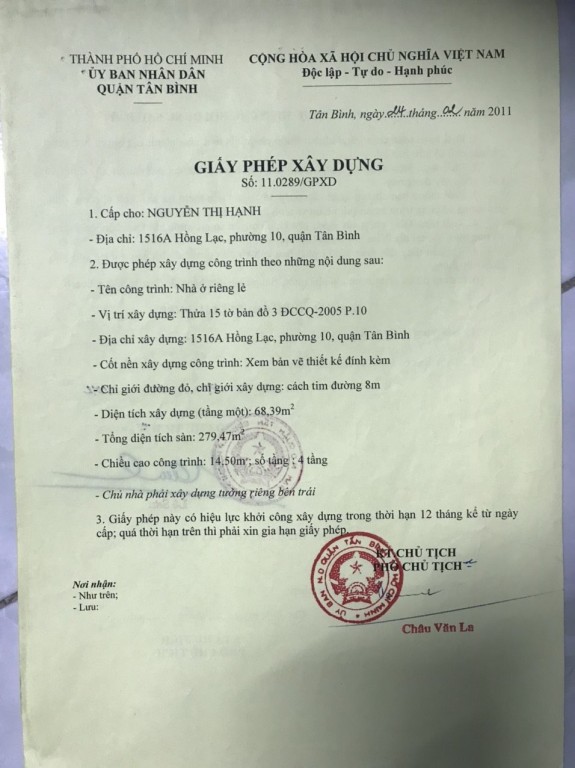 THÀNH PHỐ HỒ CHÍ MINH
ỦY BAN NHÂN DÂN
QUẬN TÂN BÌNH
CỘNG HÒA XÃ HỘI CHỦ NGHĨA VIỆT NAM
Độc lập - Tự do - Hạnh phúc
Tân Bình, ngày 24 tháng 02 năm 2011
GIẤY PHÉP XÂY DỰNG
Số: 11.0289/GPXD
1. Cấp cho: NGUYỄN THỊ HẠNH
- Địa chỉ: 1516A Hồng Lạc, phường 10, quận Tân Bình
2. Được phép xây dựng công trình theo những nội dung sau:
- Tên công trình: Nhà ở riêng lẻ
- Vị trí xây dựng: Thửa 15 tờ bản đồ 3 ĐCCQ-2005 P.10
- Địa chỉ xây dựng: 1516A Hồng Lạc, phường 10, quận Tân Bình
- Cốt nền xây dựng công trình: Xem bản vẽ thiết kế đính kèm
- Chỉ giới đường đỏ, chỉ giới xây dựng: cách tim đường 8m
- Diện tích xây dựng (tầng một): 68,39m²
- Tổng diện tích sàn: 279,47m²
- Chiều cao công trình: 14,50m; số tầng : 4 tầng
- Chủ nhà phải xây dựng tường riêng bên trái
3. Giấy phép này có hiệu lực khởi công xây dựng trong thời hạn 12 tháng kể từ ngày
cấp; quá thời hạn trên thì phải xin gia hạn giấy phép.
KT CHỦ TỊCH
PHÓ CHỦ TỊCH
Nơi nhận:
- Như trên;
- Lưu:
ỦY BAN N.D QUẬN TÂN BÌNH HỒ CHÍ MINH
Châu Văn La